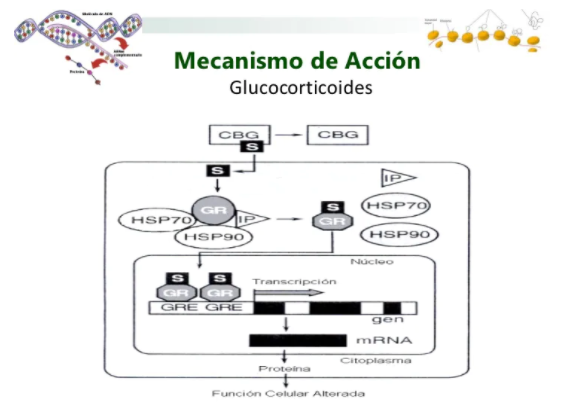 Molécula de ADN
Proteína
Mecanismo de Acción
Glucocorticoides
CBG
CBG
S
S
IP
GR
IP
HSP70
HSP90
S
GR
HSP70
HSP90
Núcleo
S
S
GR
GR
GRE
GRE
Transcripción
gen
mRNA
Citoplasma
Proteína
Función Celular Alterada